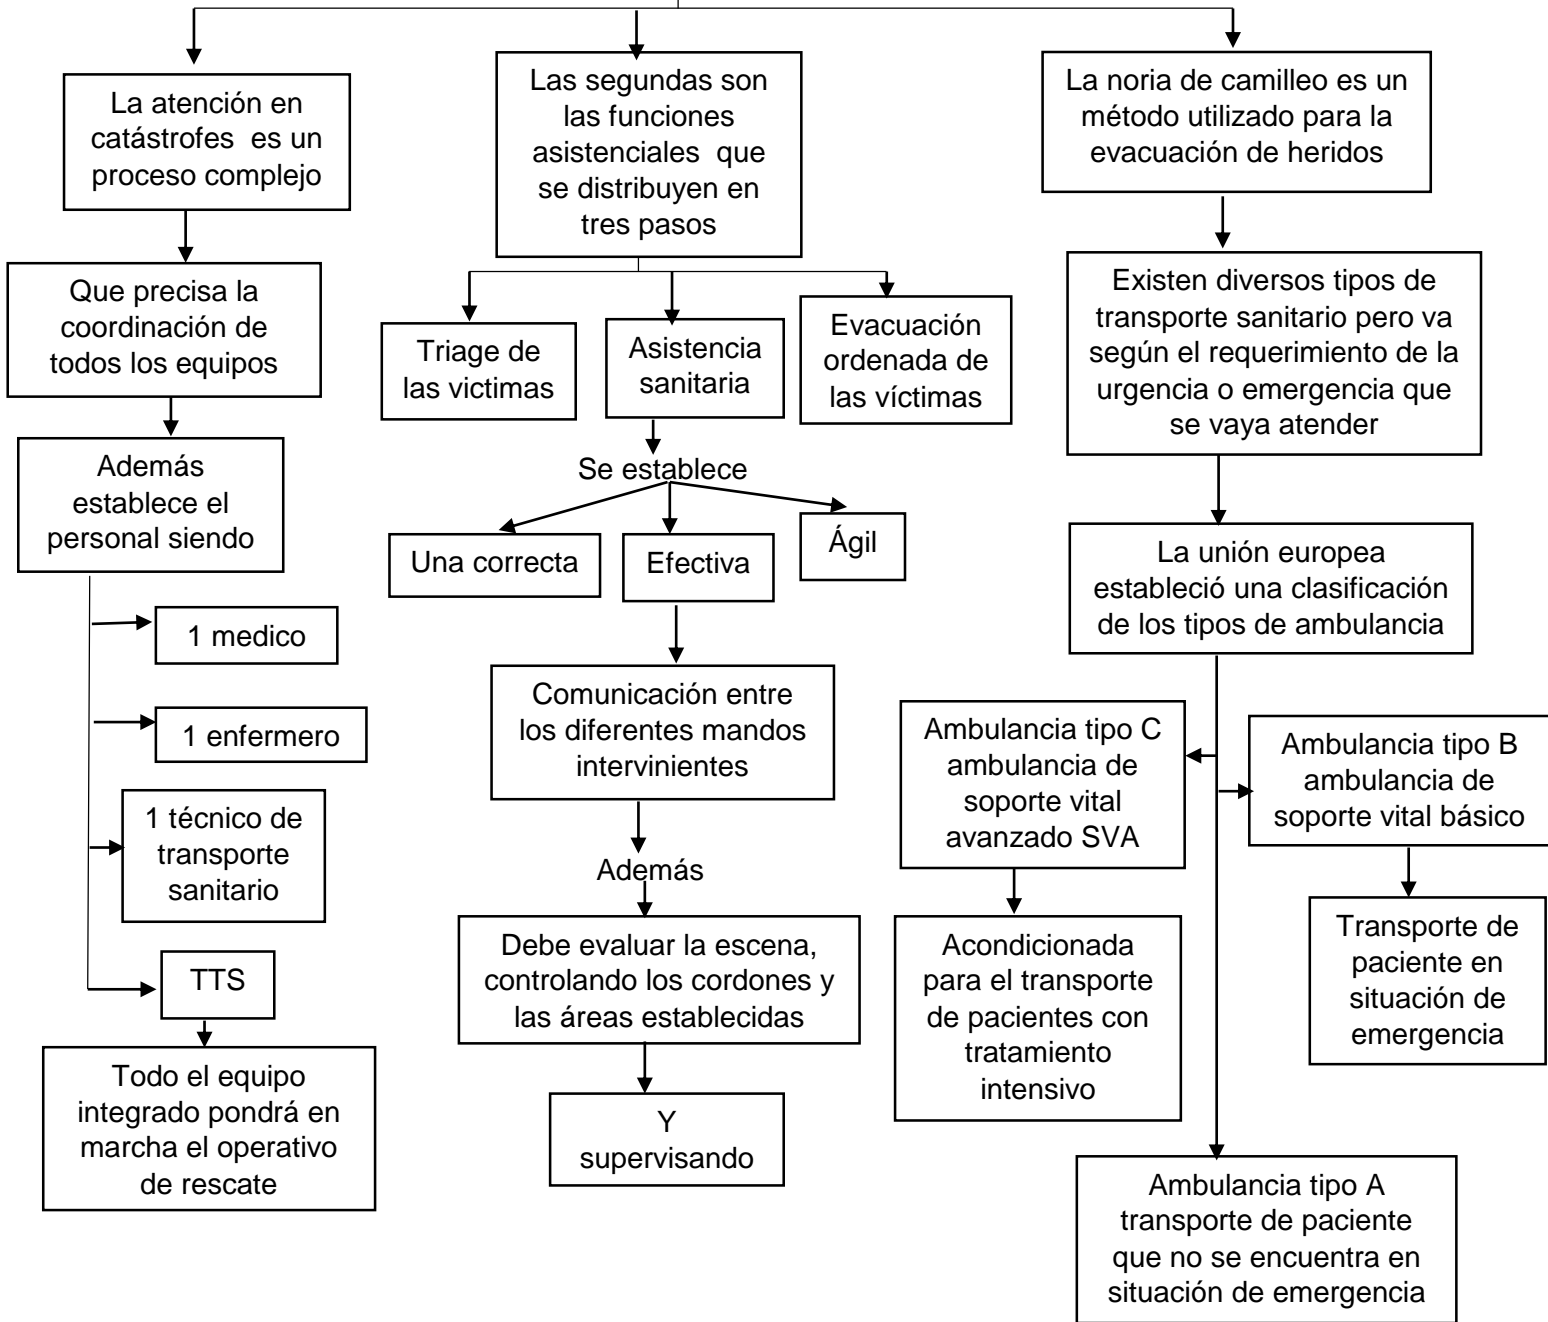 La atención en
catástrofes es un
proceso complejo
Que precisa la
coordinación de
todos los equipos
Además
establece el
personal siendo
1 medico
1 enfermero
1 técnico de
transporte
sanitario
TTS
Todo el equipo
integrado pondrá en
marcha el operativo
de rescate
Las segundas son
las funciones
asistenciales que
se distribuyen en
tres pasos
Triage de
las victimas
Asistencia
sanitaria
Evacuación
ordenada de
las víctimas
Se establece
Una correcta
Efectiva
Ágil
Comunicación entre
los diferentes mandos
intervinientes
Además
Debe evaluar la escena,
controlando los cordones y
las áreas establecidas
Y
supervisando
La noria de camilleo es un
método utilizado para la
evacuación de heridos
Existen diversos tipos de
transporte sanitario pero va
según el requerimiento de la
urgencia o emergencia que
se vaya atender
La unión europea
estableció una clasificación
de los tipos de ambulancia
Ambulancia tipo C
ambulancia de
soporte vital
avanzado SVA
Acondicionada
para el transporte
de pacientes con
tratamiento
intensivo
Ambulancia tipo B
ambulancia de
soporte vital básico
Transporte de
paciente en
situación de
emergencia
Ambulancia tipo A
transporte de paciente
que no se encuentra en
situación de emergencia